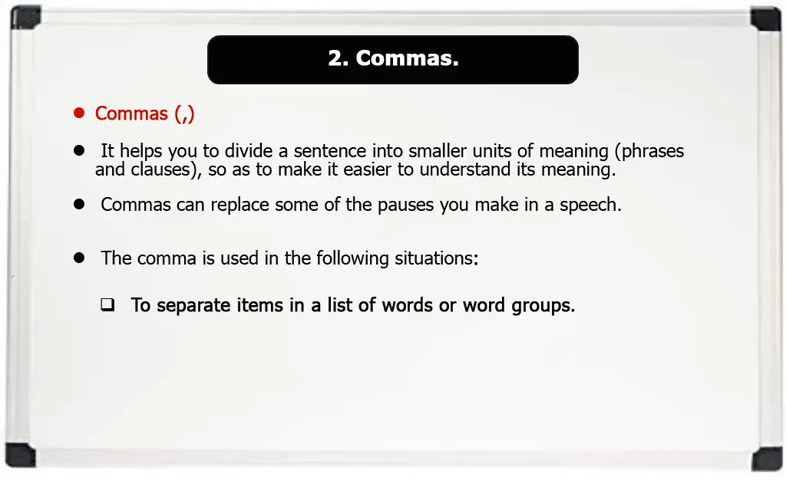 2. Commas.
Commas (,)
It helps you to divide a sentence into smaller units of meaning (phrases
and clauses), so as to make it easier to understand its meaning.
Commas can replace some of the pauses you make in a speech.
The comma is used in the following situations:
To separate items in a list of words or word groups.